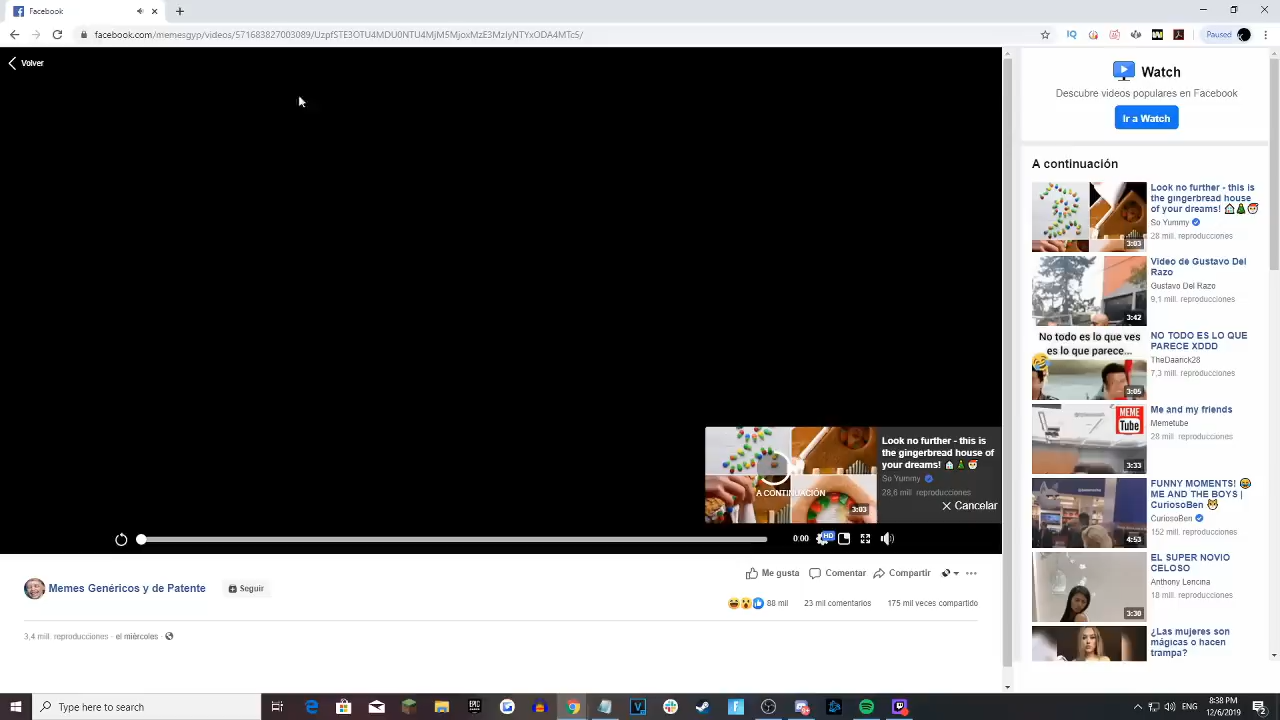 Facebook
facebook.com/memesgyp/videos/571683827003089/UzpfSTE3OTU4MDU0NTU4MjM5MjoxMzE3MzIyNTYxODA4MTc5/
Paused
Volver
Watch
Descubre videos populares en Facebook
Ir a Watch
A continuación
Look no further - this is
the gingerbread house
of your dreams! 🏠🎄🎅
So Yummy
28 mill. reproducciones
3:03
Video de Gustavo Del
Razo
Gustavo Del Razo
9,1 mill. reproducciones
3:42
No todo es lo que ves
es lo que parece...
NO TODO ES LO QUE
PARECE XDDD
TheDaarick28
7,3 mill. reproducciones
3:05
MEME
Tube
Me and my friends
Memetube
28 mill. reproducciones
3:33
FUNNY MOMENTS! 😂
ME AND THE BOYS |
CuriosoBen 😼
CuriosoBen
152 mill. reproducciones
4:53
EL SUPER NOVIO
CELOSO
Anthony Lencina
18 mill. reproducciones
3:30
¿Las mujeres son
mágicas o hacen
trampa?
A CONTINUACIÓN
3:03
Look no further - this is
the gingerbread house of
your dreams! 🏠🎄🎅
So Yummy
28,6 mill. reproducciones
Cancelar
0:00
HD
Memes Genéricos y de Patente
Seguir
Me gusta
Comentar
Compartir
88 mil
23 mil comentarios
175 mil veces compartido
3,4 mill. reproducciones · el miércoles ·
Type here to search
EPIC
8:38 PM
12/6/2019